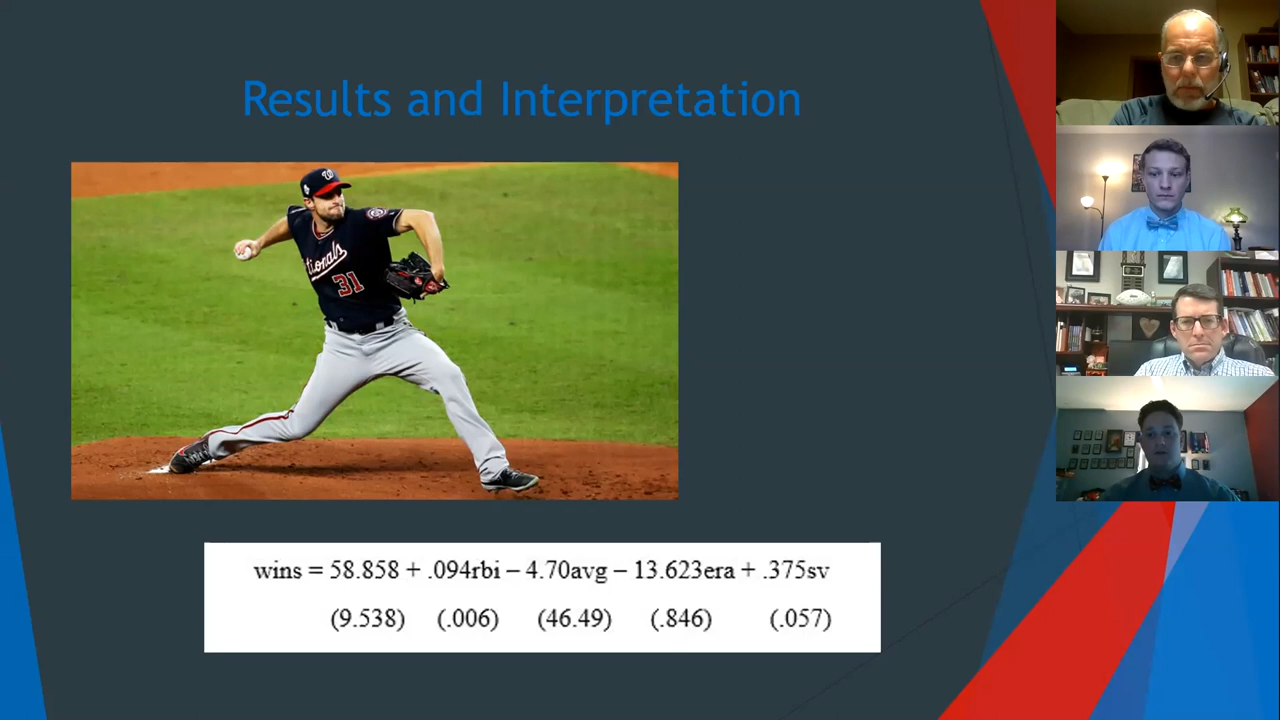 Results and Interpretation
W
tionals
31
wins = 58.858 + .094rbi – 4.70avg – 13.623era + .375sv
(9.538) (.006) (46.49) (.846) (.057)